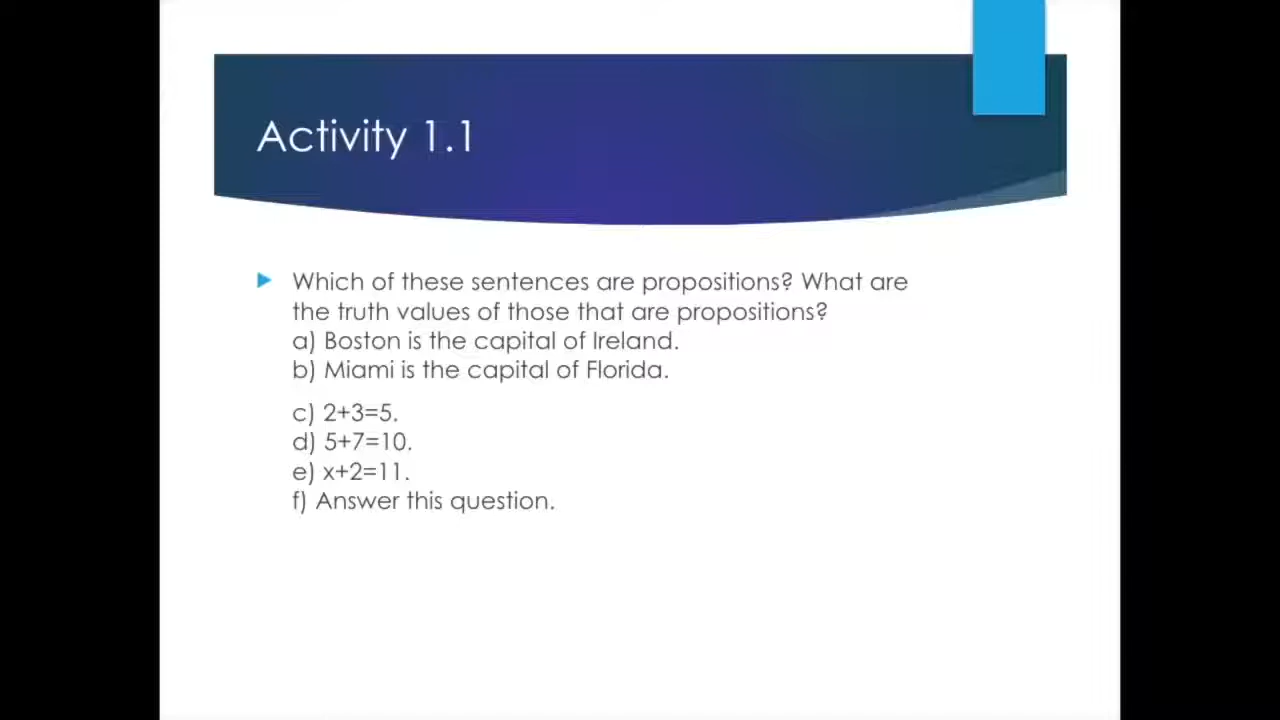 Activity 1.1
Which of these sentences are propositions? What are
the truth values of those that are propositions?
a) Boston is the capital of Ireland.
b) Miami is the capital of Florida.
c) 2+3=5.
d) 5+7=10.
e) x+2=11.
f) Answer this question.